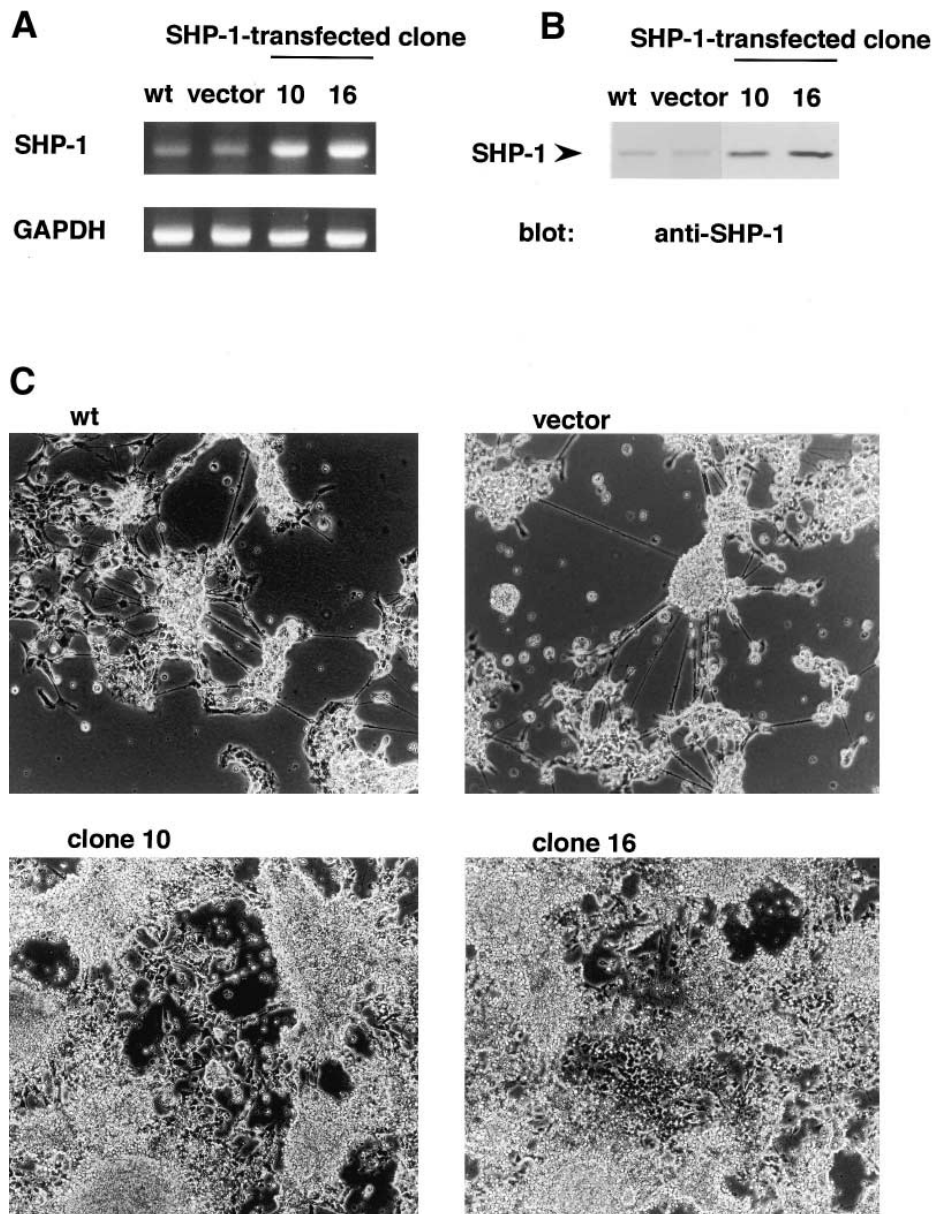 A
SHP-1-transfected clone
wt vector 10 16
SHP-1
GAPDH
B
SHP-1-transfected clone
wt vector 10 16
SHP-1
blot: anti-SHP-1
C
wt
vector
clone 10
clone 16